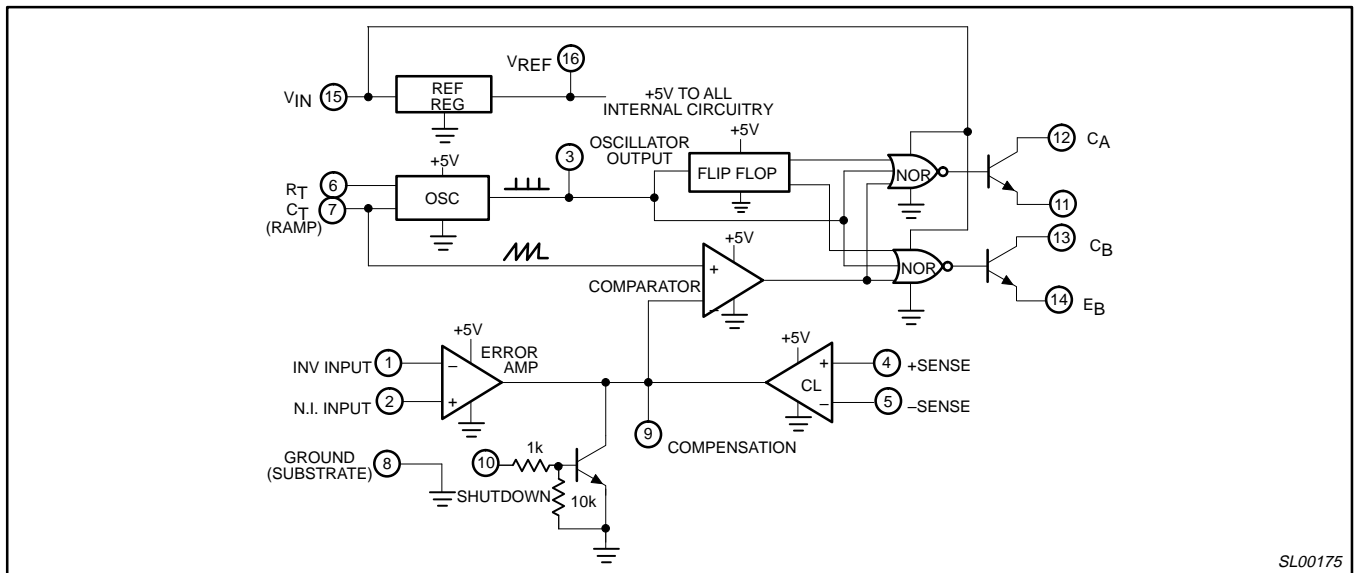 VREF
16
VIN
15
REF
REG
+5V TO ALL
INTERNAL CIRCUITRY
OSCILLATOR
OUTPUT
3
+5V
FLIP FLOP
NOR
12
CA
11
RT
6
CT
7
(RAMP)
+5V
OSC
COMPARATOR
+
–
+5V
NOR
13
CB
14
EB
INV INPUT
1
N.I. INPUT
2
+5V
–
+
ERROR
AMP
+5V
CL
+
–
4
+SENSE
5
–SENSE
9
COMPENSATION
GROUND
(SUBSTRATE)
8
10
1k
SHUTDOWN
10k
SL00175